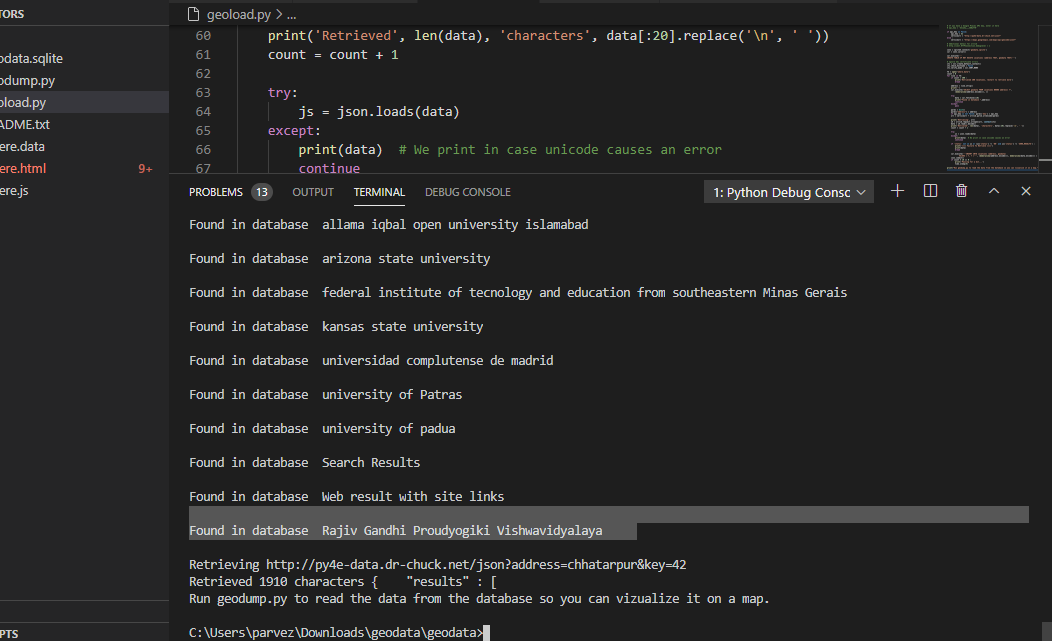 TORS
geoload.py > ...
odata.sqlite
odump.py
oload.py
ADME.txt
ere.data
ere.html 9+
ere.js
60 print('Retrieved', len(data), 'characters', data[:20].replace('\n', ' '))
61 count = count + 1
62
63 try:
64 js = json.loads(data)
65 except:
66 print(data)  # We print in case unicode causes an error
67 continue
PROBLEMS 13 OUTPUT TERMINAL DEBUG CONSOLE 1: Python Debug Consc
Found in database  allama iqbal open university islamabad
Found in database  arizona state university
Found in database  federal institute of tecnology and education from southeastern Minas Gerais
Found in database  kansas state university
Found in database  universidad complutense de madrid
Found in database  university of Patras
Found in database  university of padua
Found in database  Search Results
Found in database  Web result with site links
Found in database  Rajiv Gandhi Proudyogiki Vishwavidyalaya
Retrieving http://py4e-data.dr-chuck.net/json?address=chhatarpur&key=42
Retrieved 1910 characters {    "results" : [
Run geodump.py to read the data from the database so you can vizualize it on a map.
C:\Users\parvez\Downloads\geodata\geodata>
PTS